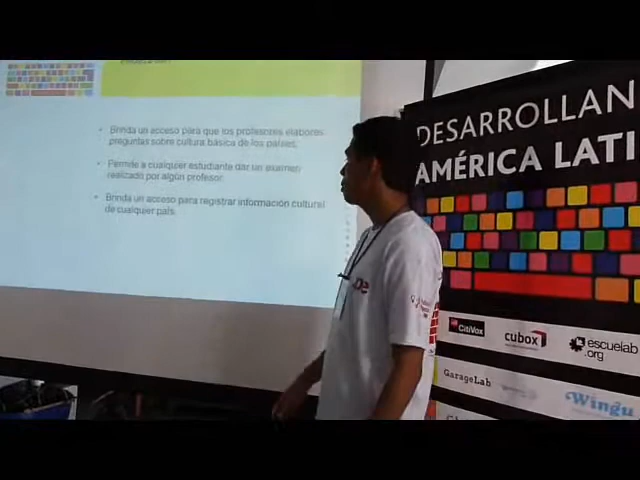 • Brinda un acceso para que los profesores elabores
preguntas sobre cultura básica de los países.
• Permite a cualquier estudiante dar un examen
realizado por algún profesor.
• Brinda un acceso para registrar información cultural
de cualquier país.
DESARROLLAN
AMÉRICA LATI
CitiVox
cubox
escuelab
.org
GarageLab
Wingu